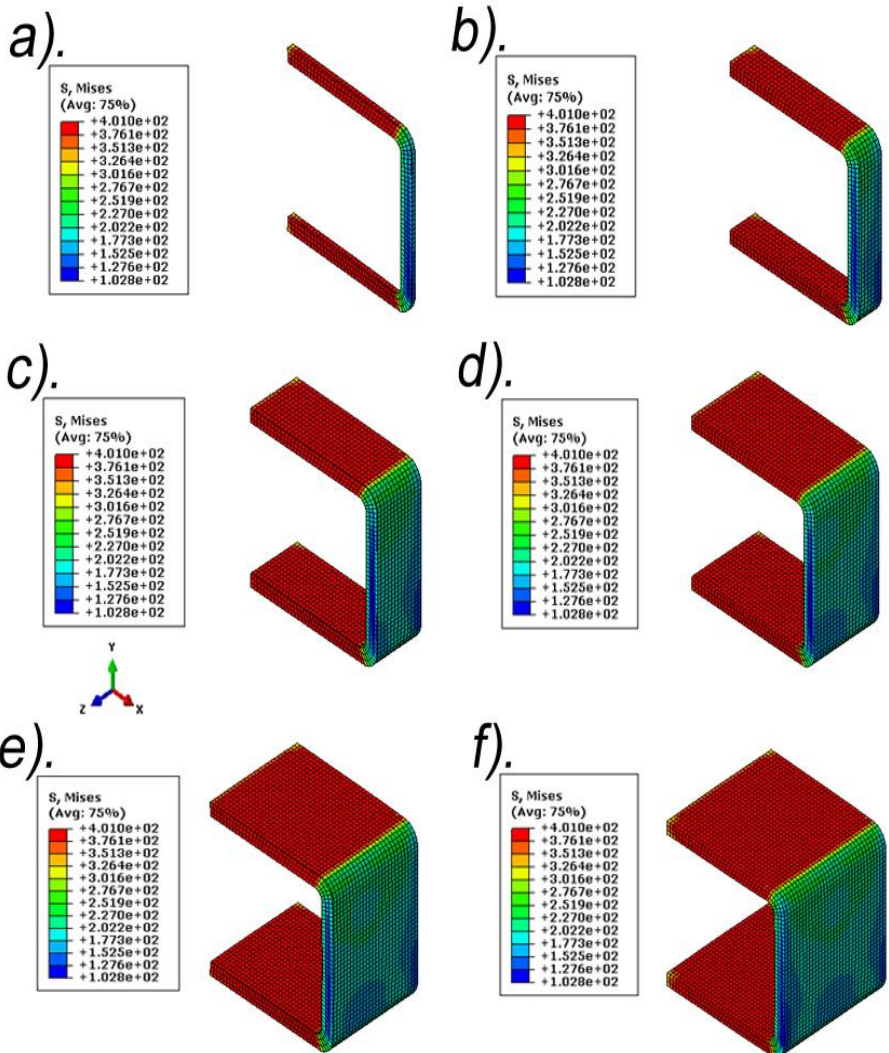 a).
S, Mises
(Avg: 75%)
+4.010e+02
+3.761e+02
+3.513e+02
+3.264e+02
+3.016e+02
+2.767e+02
+2.519e+02
+2.270e+02
+2.022e+02
+1.773e+02
+1.525e+02
+1.276e+02
+1.028e+02
b).
S, Mises
(Avg: 75%)
+4.010e+02
+3.761e+02
+3.513e+02
+3.264e+02
+3.016e+02
+2.767e+02
+2.519e+02
+2.270e+02
+2.022e+02
+1.773e+02
+1.525e+02
+1.276e+02
+1.028e+02
c).
S, Mises
(Avg: 75%)
+4.010e+02
+3.761e+02
+3.513e+02
+3.264e+02
+3.016e+02
+2.767e+02
+2.519e+02
+2.270e+02
+2.022e+02
+1.773e+02
+1.525e+02
+1.276e+02
+1.028e+02
d).
S, Mises
(Avg: 75%)
+4.010e+02
+3.761e+02
+3.513e+02
+3.264e+02
+3.016e+02
+2.767e+02
+2.519e+02
+2.270e+02
+2.022e+02
+1.773e+02
+1.525e+02
+1.276e+02
+1.028e+02
Y
Z X
e).
S, Mises
(Avg: 75%)
+4.010e+02
+3.761e+02
+3.513e+02
+3.264e+02
+3.016e+02
+2.767e+02
+2.519e+02
+2.270e+02
+2.022e+02
+1.773e+02
+1.525e+02
+1.276e+02
+1.028e+02
f).
S, Mises
(Avg: 75%)
+4.010e+02
+3.761e+02
+3.513e+02
+3.264e+02
+3.016e+02
+2.767e+02
+2.519e+02
+2.270e+02
+2.022e+02
+1.773e+02
+1.525e+02
+1.276e+02
+1.028e+02